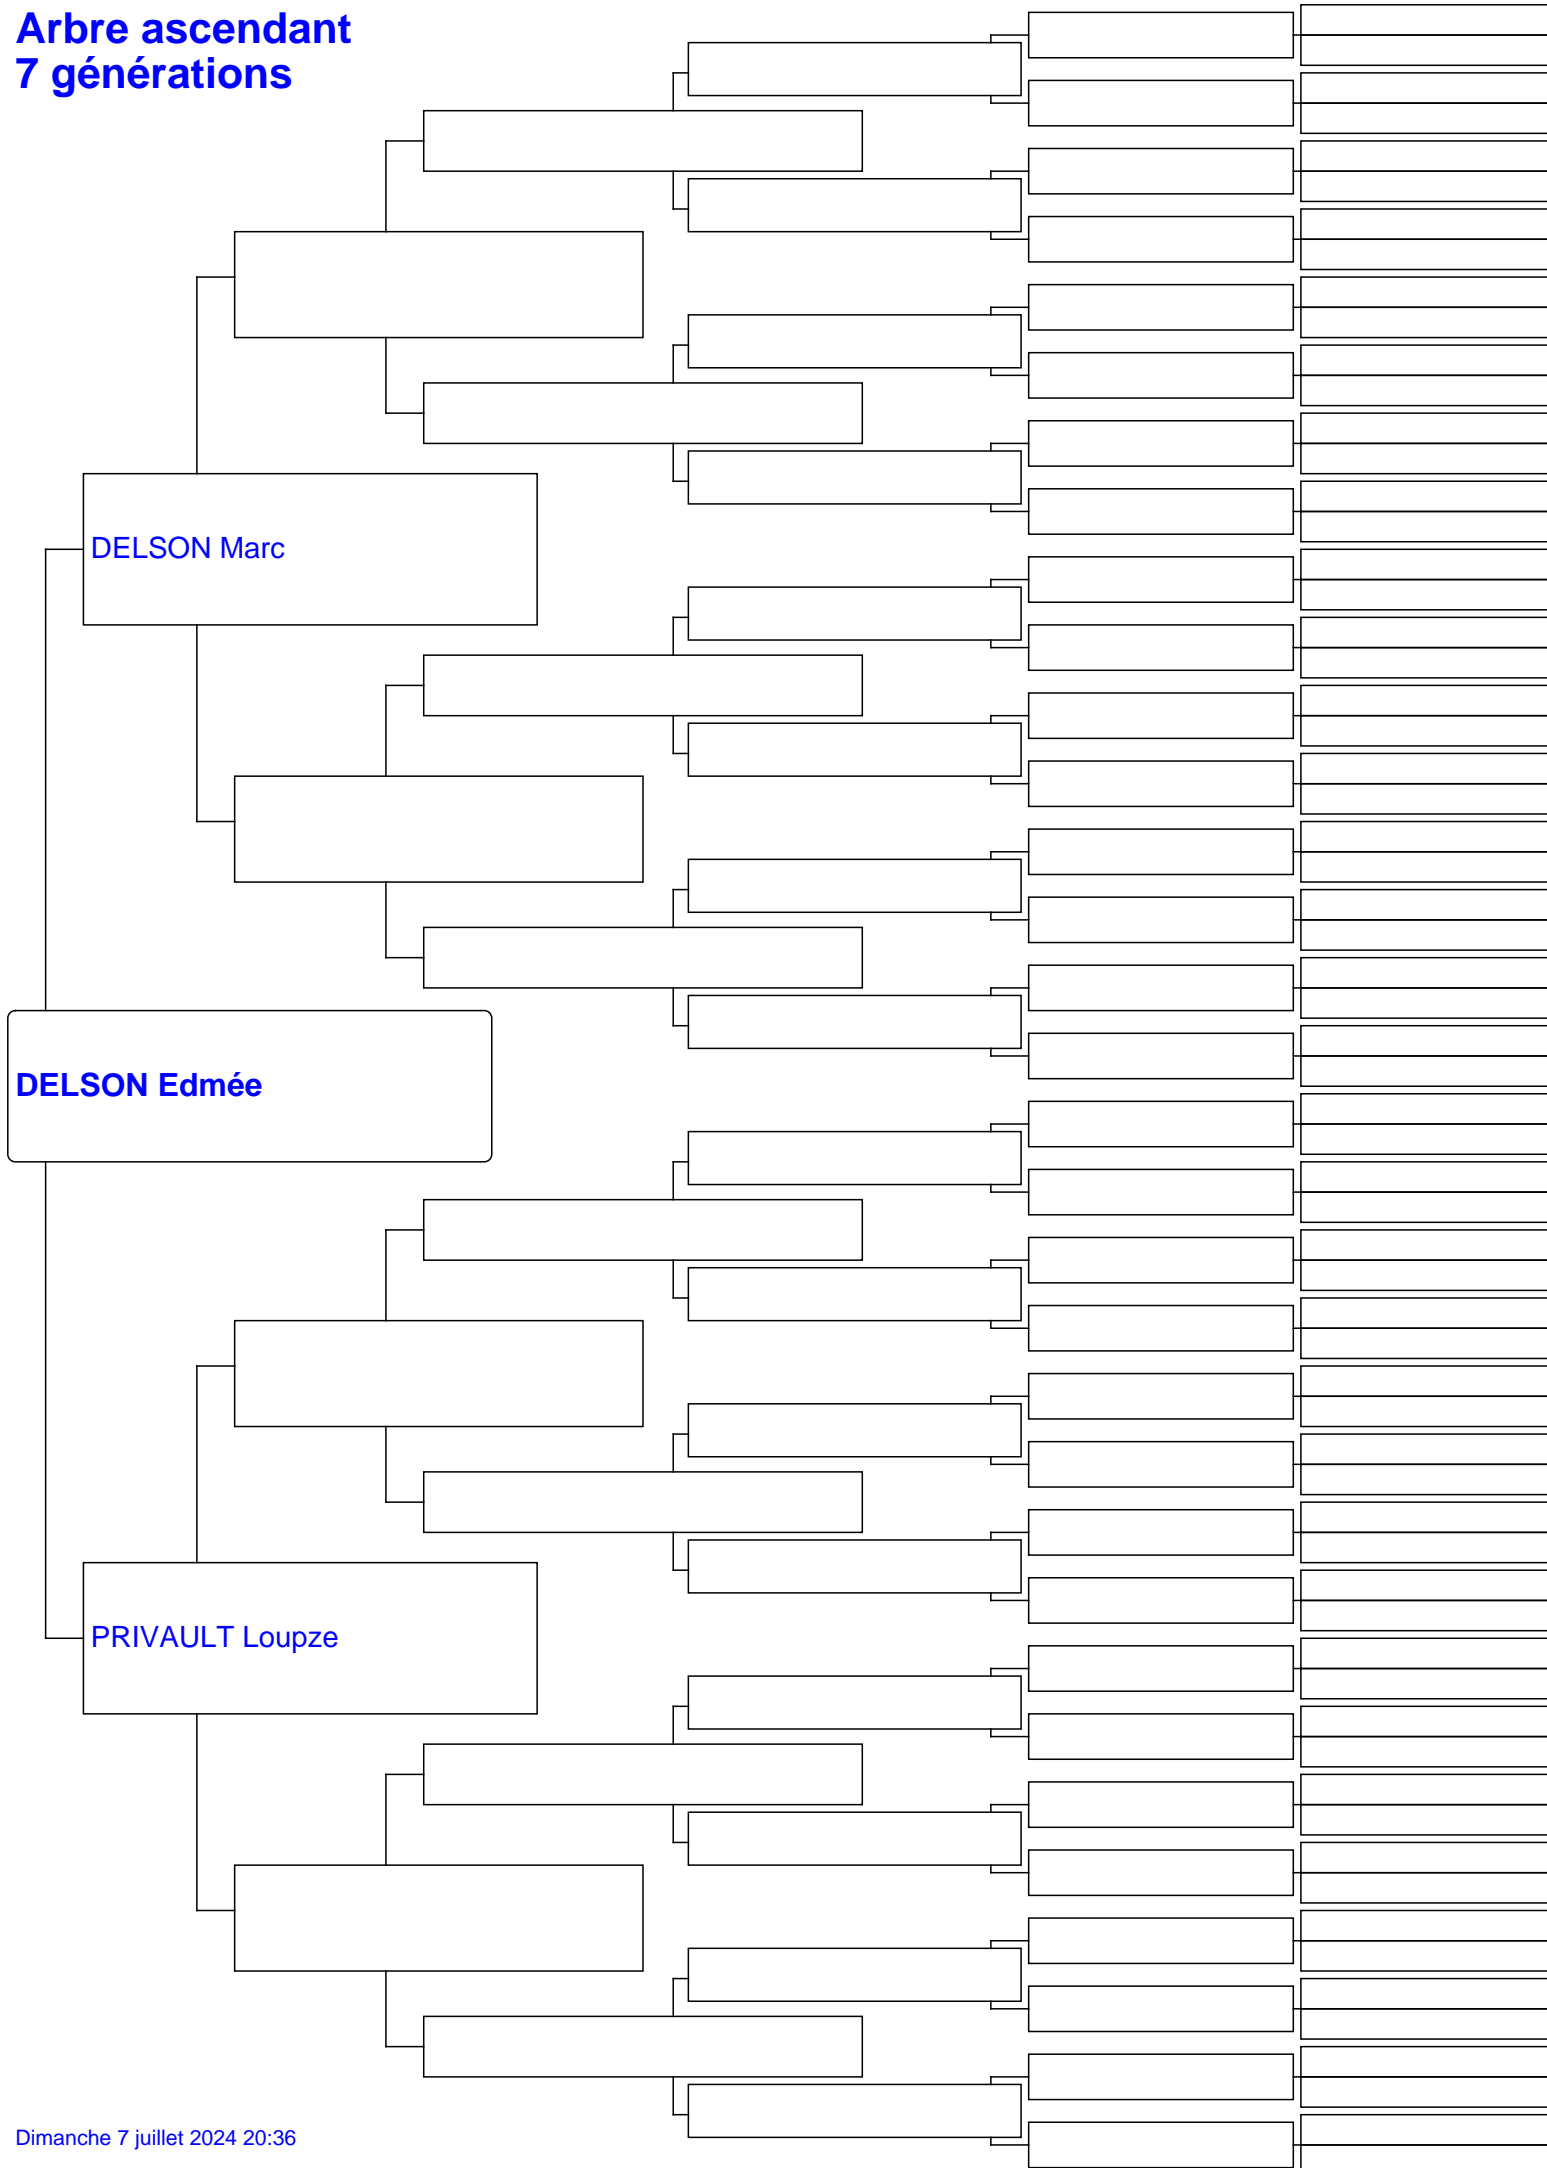 Arbre ascendant
7 générations
DELSON Marc
DELSON Edmée
PRIVAULT Loupze
Dimanche 7 juillet 2024 20:36